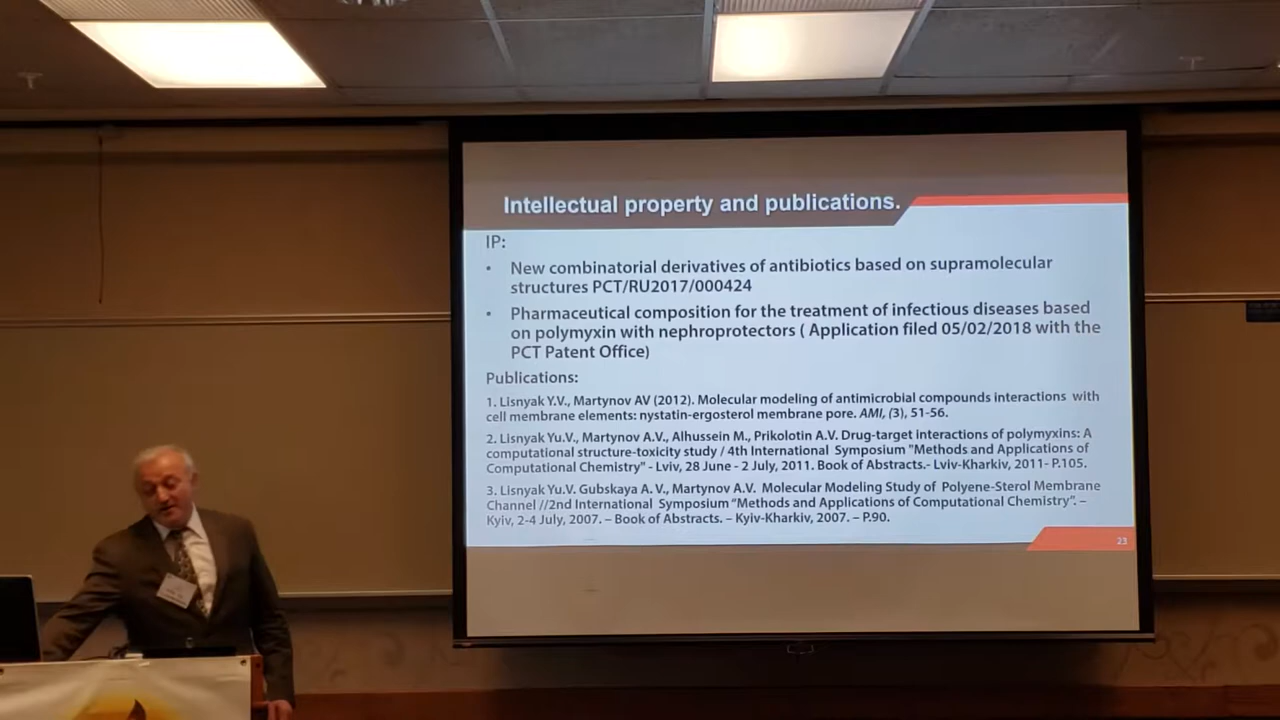 Intellectual property and publications.
IP:
• New combinatorial derivatives of antibiotics based on supramolecular
structures PCT/RU2017/000424
• Pharmaceutical composition for the treatment of infectious diseases based
on polymyxin with nephroprotectors ( Application filed 05/02/2018 with the
PCT Patent Office)
Publications:
1. Lisnyak Y.V., Martynov AV (2012). Molecular modeling of antimicrobial compounds interactions with
cell membrane elements: nystatin-ergosterol membrane pore. AMI, (3), 51-56.
2. Lisnyak Yu.V., Martynov A.V., Alhussein M., Prikolotin A.V. Drug-target interactions of polymyxins: A
computational structure-toxicity study / 4th International Symposium "Methods and Applications of
Computational Chemistry" - Lviv, 28 June - 2 July, 2011. Book of Abstracts.- Lviv-Kharkiv, 2011- P.105.
3. Lisnyak Yu.V. Gubskaya A. V., Martynov A.V. Molecular Modeling Study of Polyene-Sterol Membrane
Channel //2nd International Symposium “Methods and Applications of Computational Chemistry”. –
Kyiv, 2-4 July, 2007. – Book of Abstracts. – Kyiv-Kharkiv, 2007. – P.90.
23